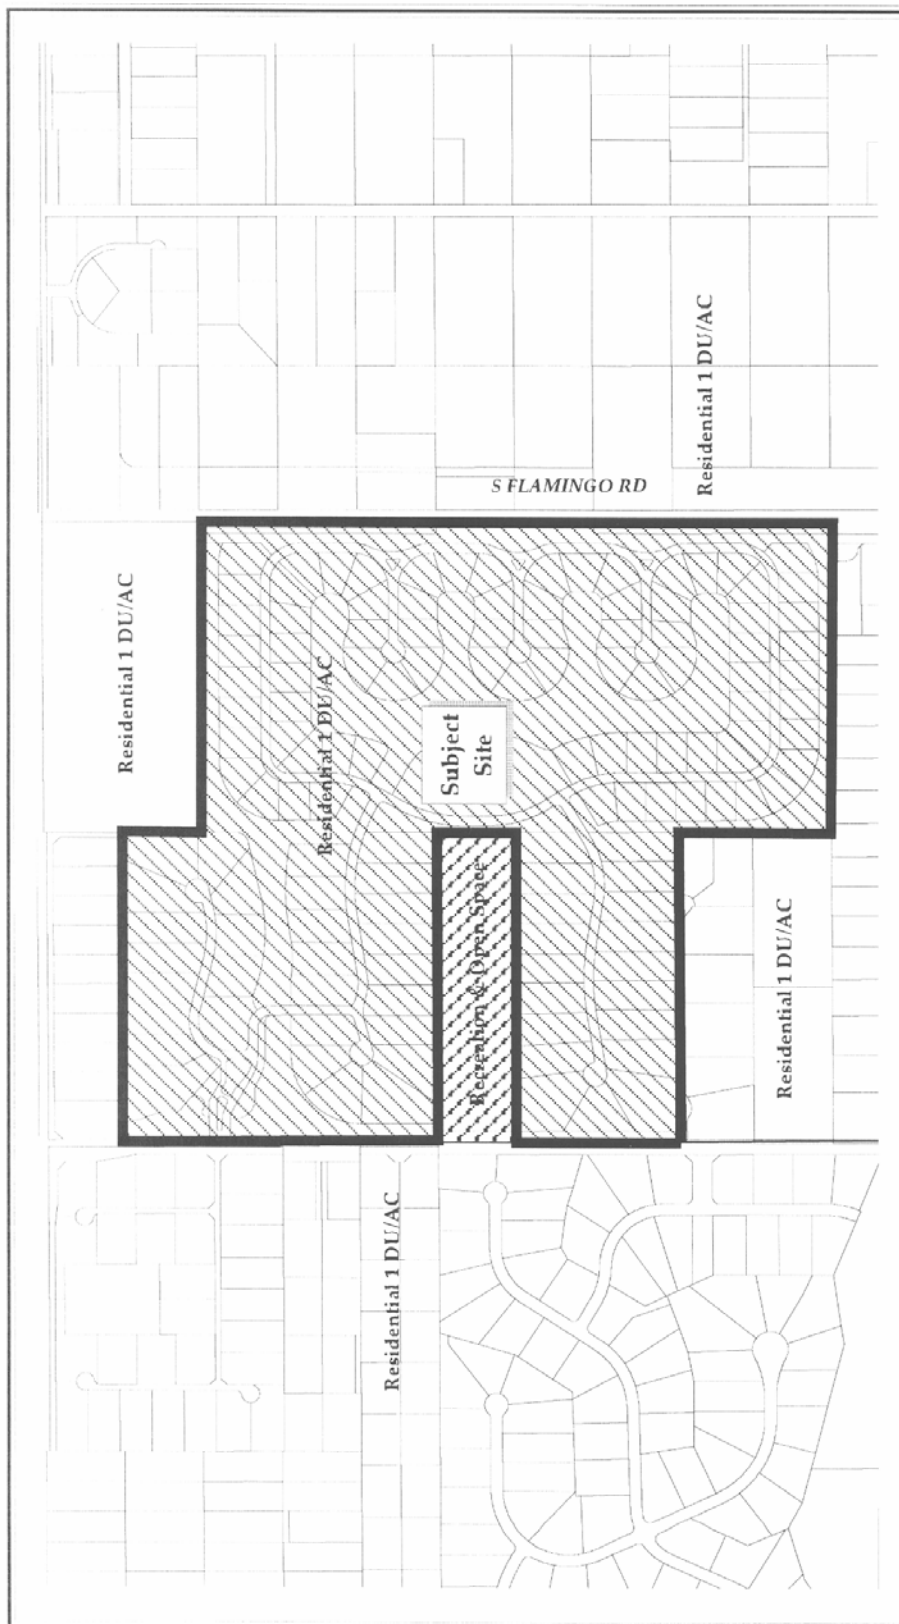 Residential 1 DU/AC
S FLAMINGO RD
Residential 1 DU/AC
Residential 1 DU/AC
Subject
Site
Recreation & Open Space
Residential 1 DU/AC
Residential 1 DU/AC